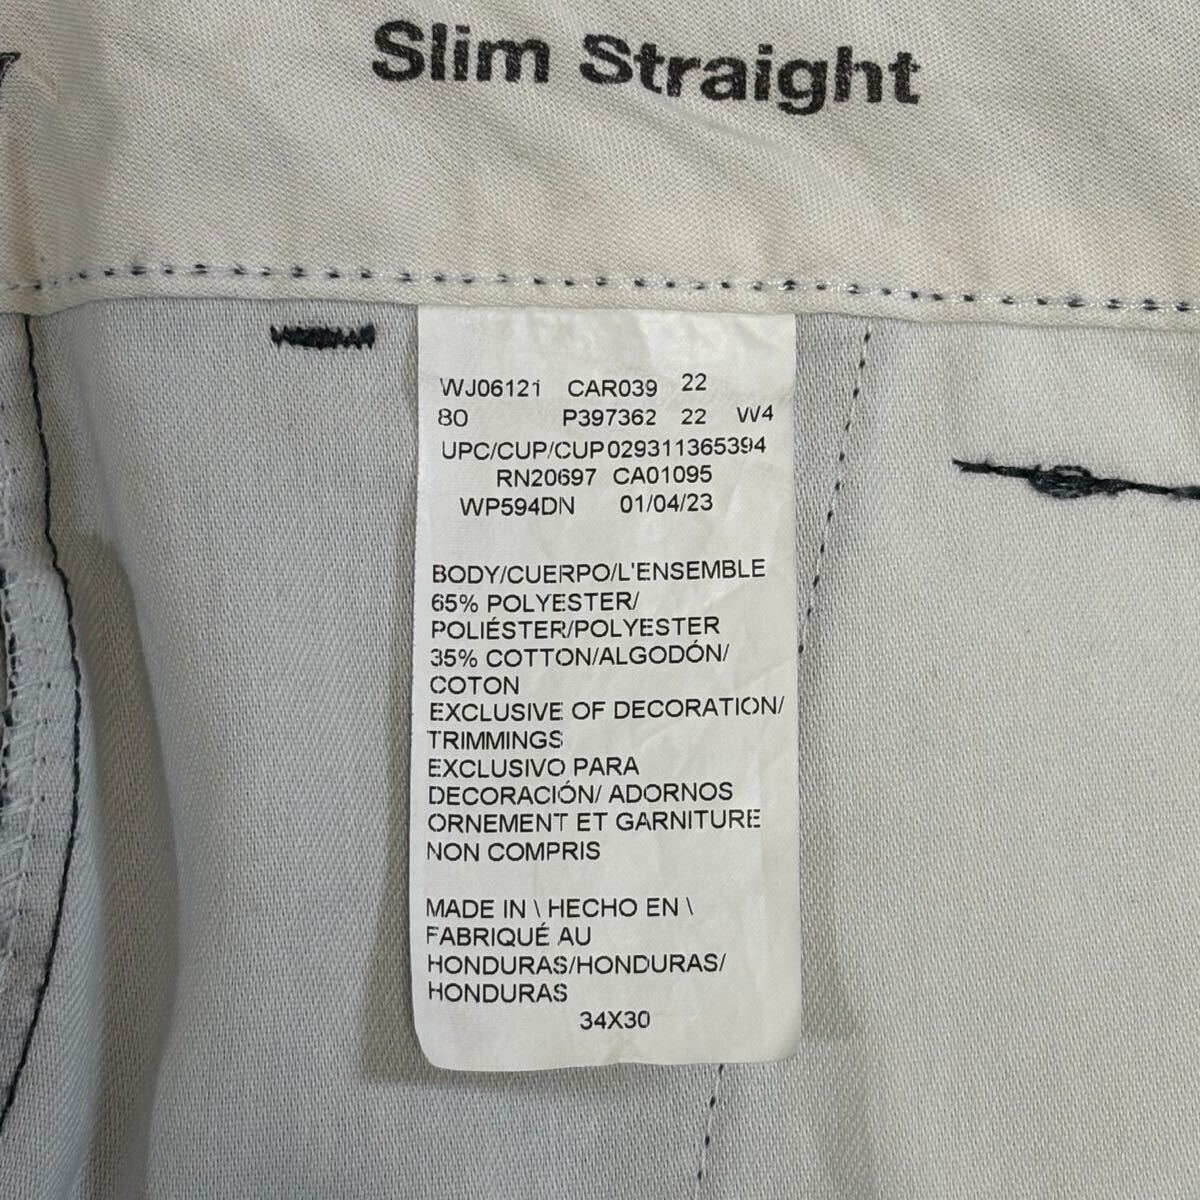 Slim Straight
WJ06121 CAR039 22
80 P397362 22 W4
UPC/CUP/CUP 029311365394
RN20697 CA01095
WP594DN 01/04/23
BODY/CUERPO/L'ENSEMBLE
65% POLYESTER/
POLIÉSTER/POLYESTER
35% COTTON/ALGODÓN/
COTON
EXCLUSIVE OF DECORATION/
TRIMMINGS
EXCLUSIVO PARA
DECORACIÓN/ ADORNOS
ORNEMENT ET GARNITURE
NON COMPRIS
MADE IN \ HECHO EN \
FABRIQUÉ AU
HONDURAS/HONDURAS/
HONDURAS
34X30